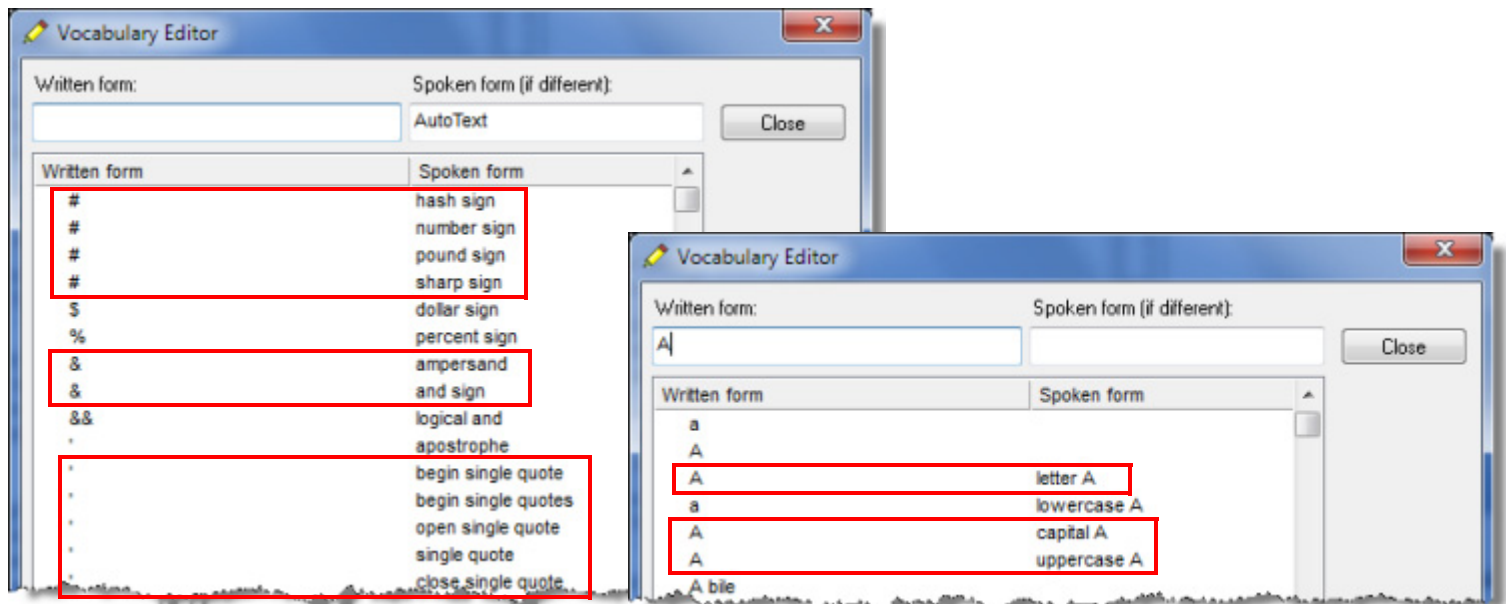 Vocabulary Editor
Written form: Spoken form (if different):
AutoText Close
Written form Spoken form
# hash sign
# number sign
# pound sign
# sharp sign
$ dollar sign
% percent sign
& ampersand
& and sign
&& logical and
' apostrophe
' begin single quote
' begin single quotes
' open single quote
' single quote
' close single quote
Vocabulary Editor
Written form: Spoken form (if different):
A Close
Written form Spoken form
a
A
A letter A
a lowercase A
A capital A
A uppercase A
A bile